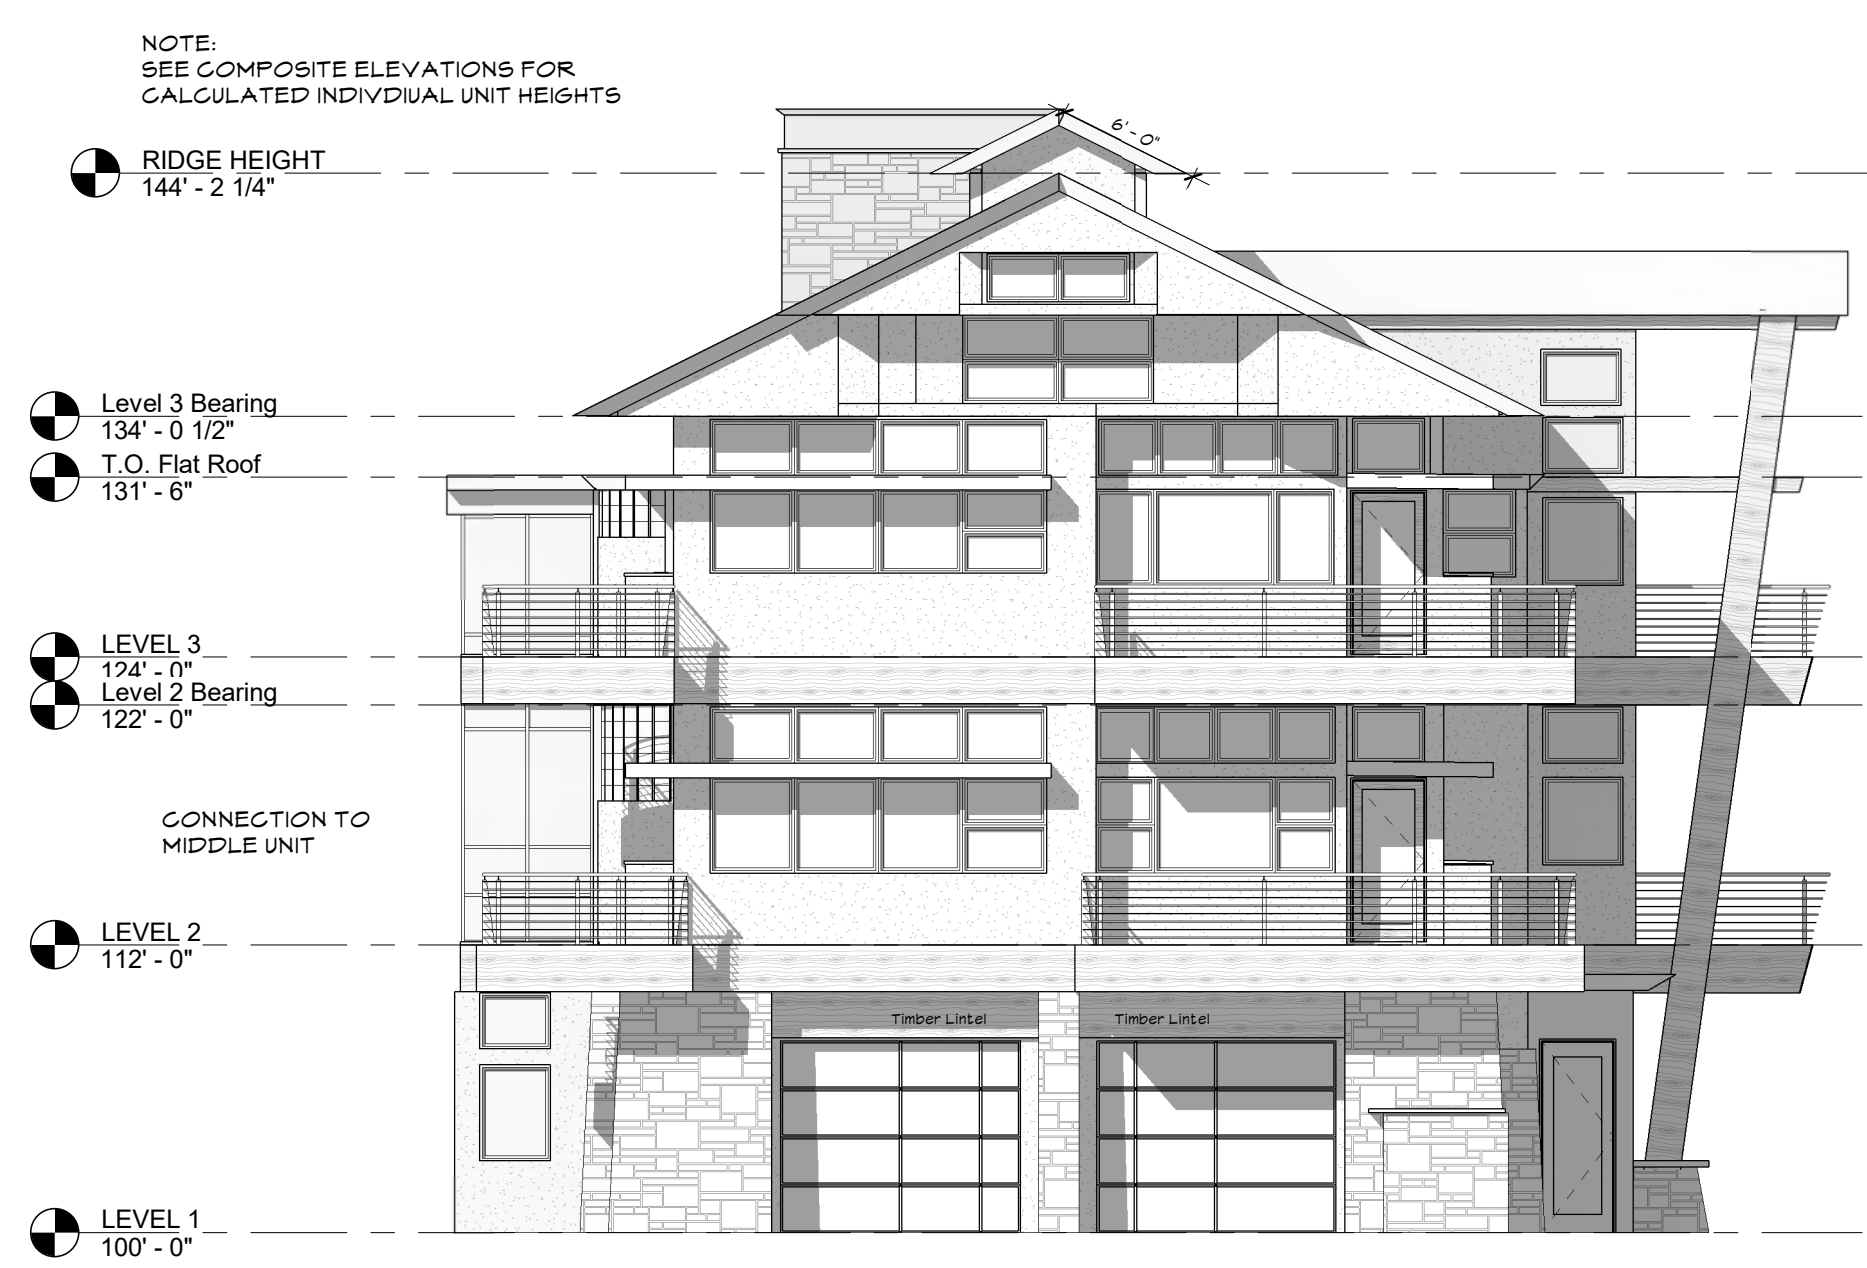 NOTE:
SEE COMPOSITE ELEVATIONS FOR
CALCULATED INDIVDIUAL UNIT HEIGHTS
6' - 0"
RIDGE HEIGHT
144' - 2 1/4"
Level 3 Bearing
134' - 0 1/2"
T.O. Flat Roof
131' - 6"
LEVEL 3
124' - 0"
Level 2 Bearing
122' - 0"
CONNECTION TO
MIDDLE UNIT
LEVEL 2
112' - 0"
Timber Lintel
Timber Lintel
LEVEL 1
100' - 0"